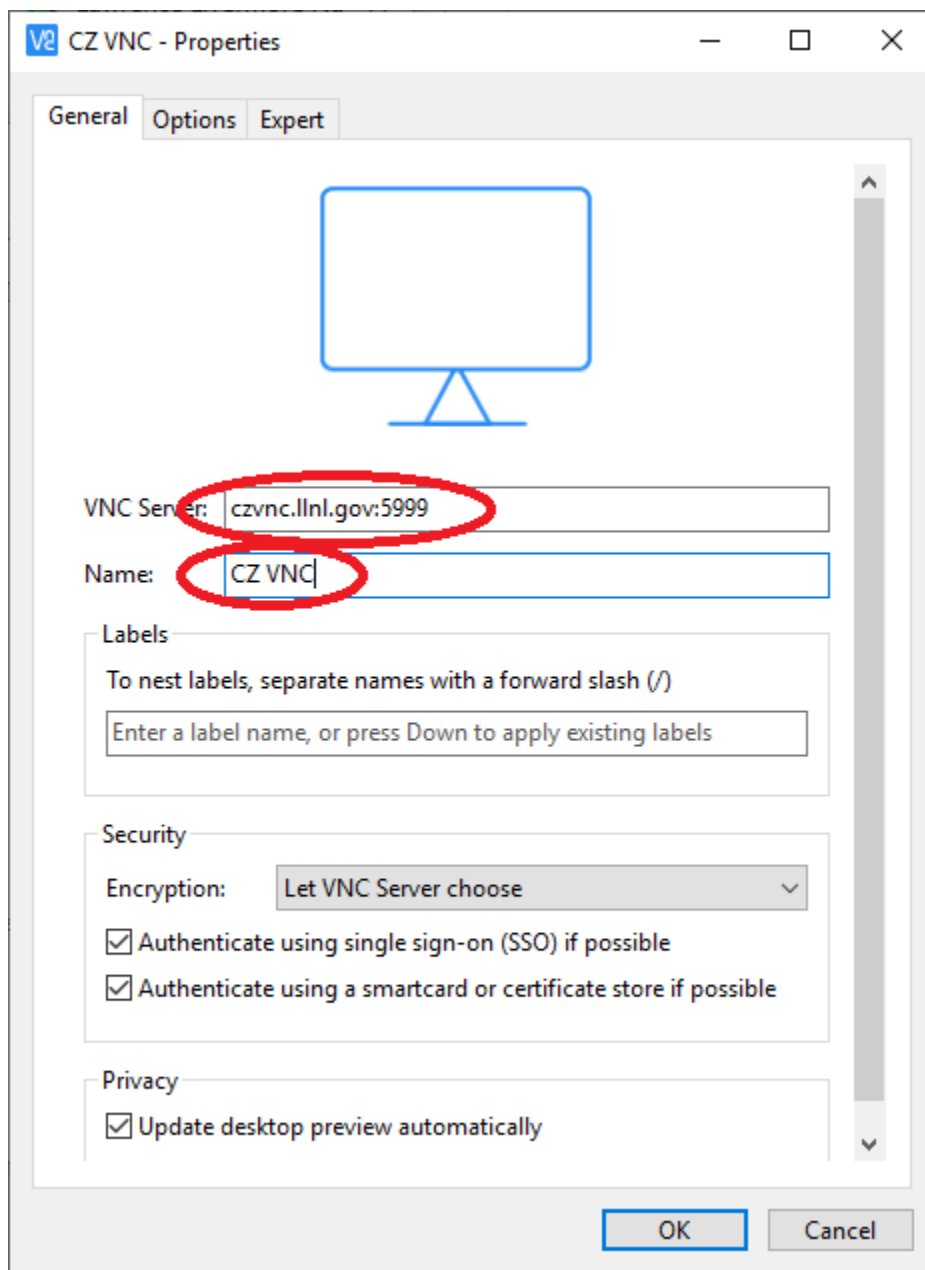 CZ VNC - Properties
General Options Expert
VNC Server: czvnc.llnl.gov:5999
Name: CZ VNC
Labels
To nest labels, separate names with a forward slash (/)
Enter a label name, or press Down to apply existing labels
Security
Encryption: Let VNC Server choose
Authenticate using single sign-on (SSO) if possible
Authenticate using a smartcard or certificate store if possible
Privacy
Update desktop preview automatically
OK Cancel